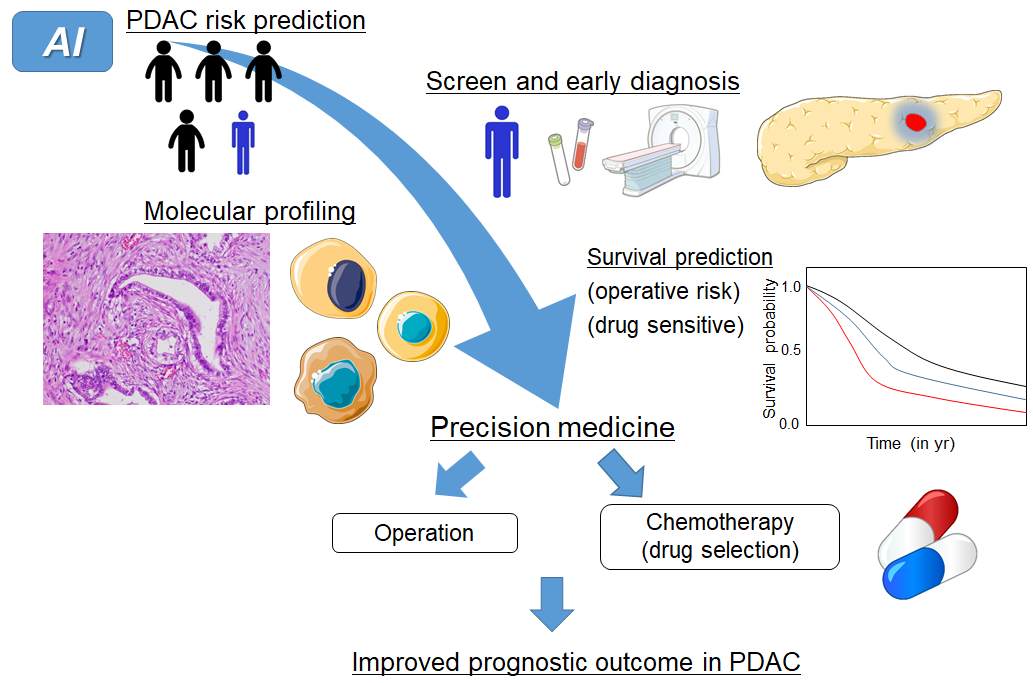 AI
PDAC risk prediction
Screen and early diagnosis
Molecular profiling
Survival prediction
(operative risk)
(drug sensitive)
Survival probability
1.0
0.5
0.0
Time (in yr)
Precision medicine
Operation
Chemotherapy
(drug selection)
Improved prognostic outcome in PDAC